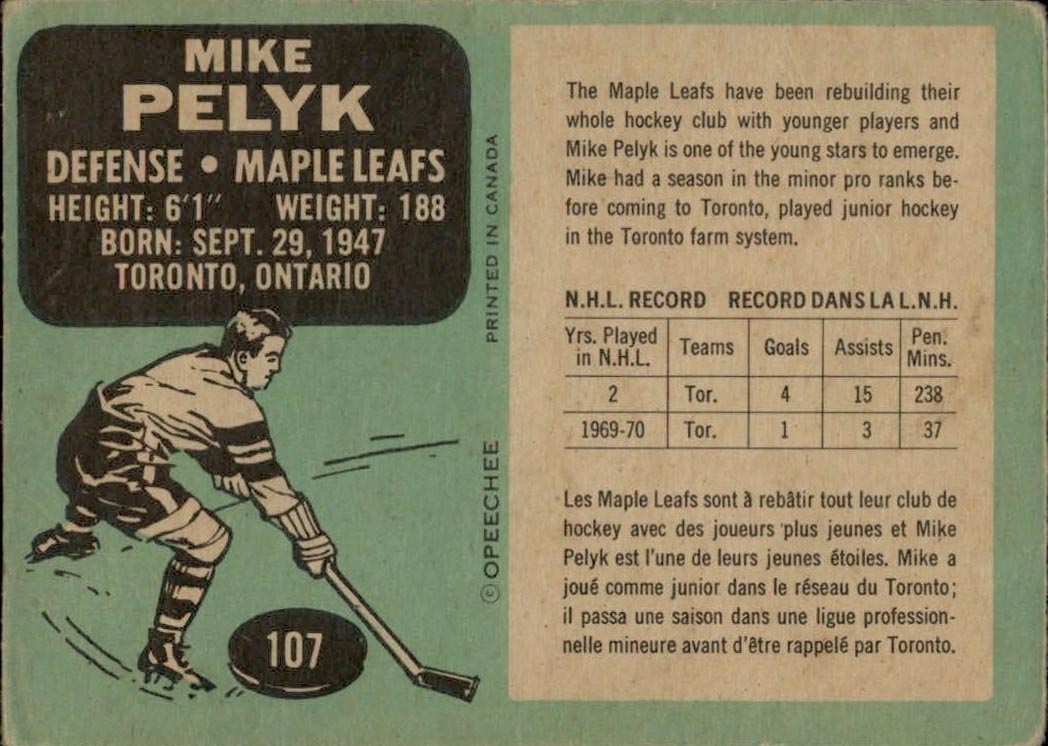 MIKE
PELYK
DEFENSE • MAPLE LEAFS
HEIGHT: 6'1" WEIGHT: 188
BORN: SEPT. 29, 1947
TORONTO, ONTARIO
107
© OPEECHEE PRINTED IN CANADA
The Maple Leafs have been rebuilding their
whole hockey club with younger players and
Mike Pelyk is one of the young stars to emerge.
Mike had a season in the minor pro ranks be-
fore coming to Toronto, played junior hockey
in the Toronto farm system.
N.H.L. RECORD RECORD DANS LA L.N.H.
Yrs. Played in N.H.L. Teams Goals Assists Pen. Mins.
2 Tor. 4 15 238
1969-70 Tor. 1 3 37
Les Maple Leafs sont à rebâtir tout leur club de
hockey avec des joueurs plus jeunes et Mike
Pelyk est l'une de leurs jeunes étoiles. Mike a
joué comme junior dans le réseau du Toronto;
il passa une saison dans une ligue profession-
nelle mineure avant d'être rappelé par Toronto.